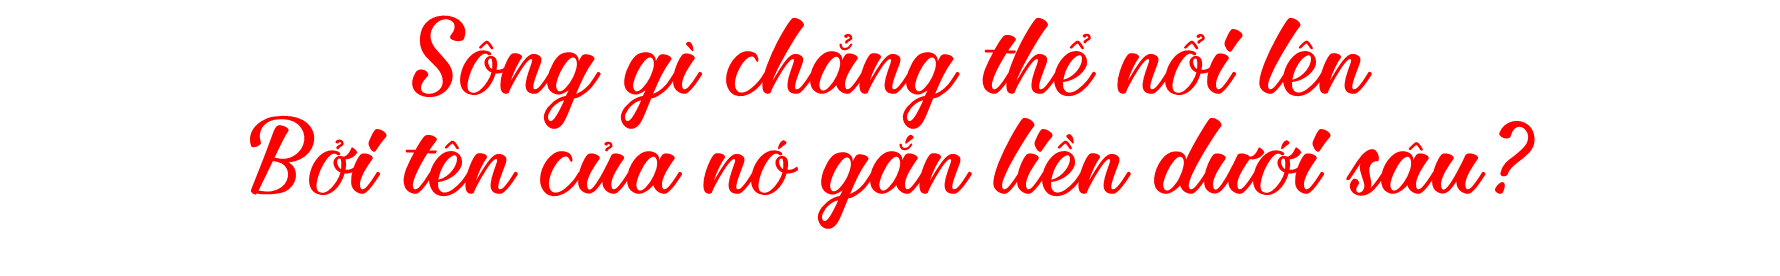 Sông gì chẳng thể nổi lên
Bởi tên của nó gắn liền dưới sâu?